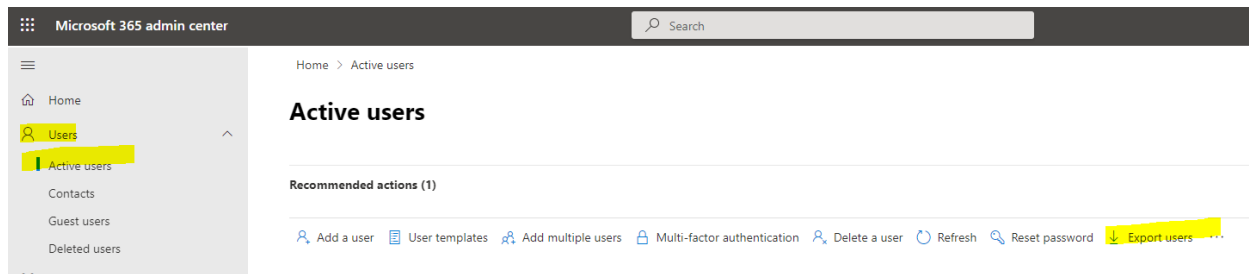 Microsoft 365 admin center
Search
Home > Active users
Home
Active users
Users
Active users
Recommended actions (1)
Contacts
Guest users
Add a user User templates Add multiple users Multi-factor authentication Delete a user Refresh Reset password Export users ...
Deleted users